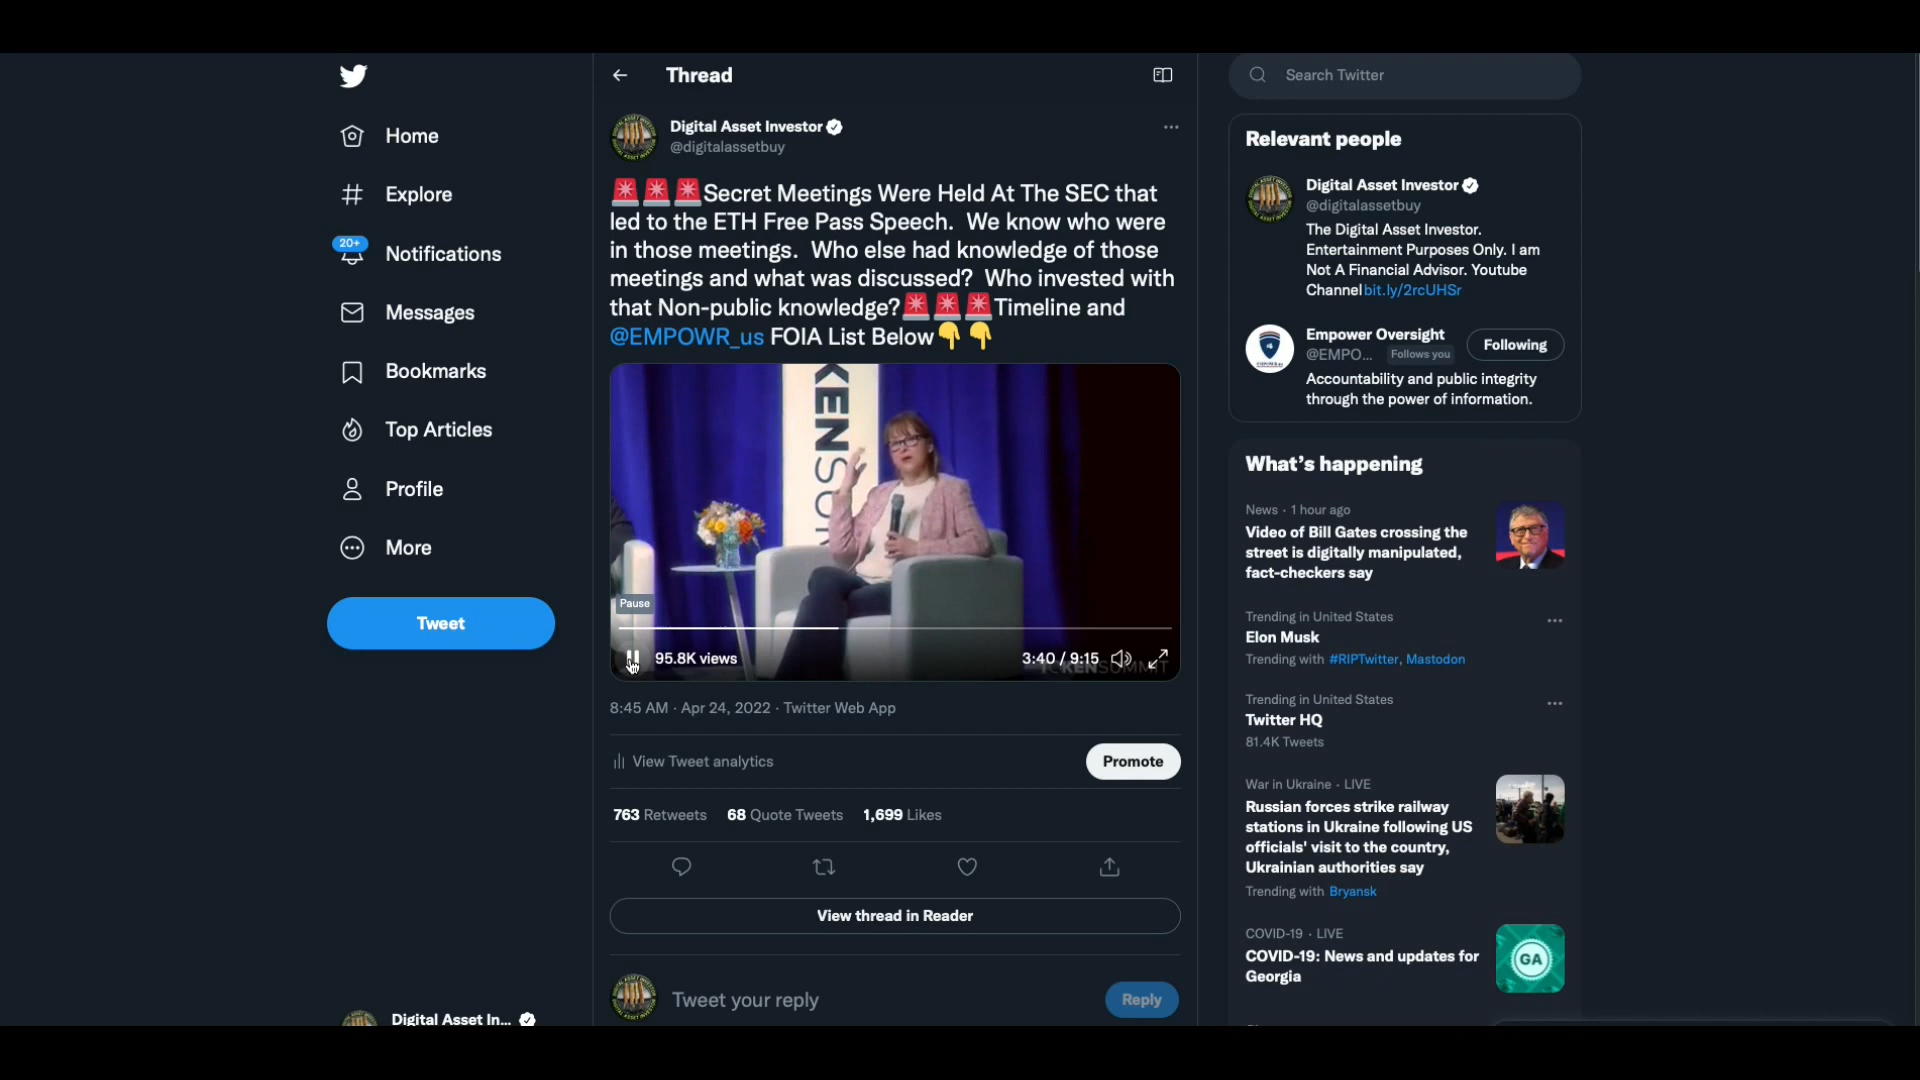 Home
Explore
20+
Notifications
Messages
Bookmarks
Top Articles
Profile
More
Tweet
Digital Asset In...
Thread
Digital Asset Investor
@digitalassetbuy
🚨🚨🚨Secret Meetings Were Held At The SEC that
led to the ETH Free Pass Speech. We know who were
in those meetings. Who else had knowledge of those
meetings and what was discussed? Who invested with
that Non-public knowledge?🚨🚨🚨Timeline and
@EMPOWR_us FOIA List Below👇👇
KENSU
Pause
95.8K views
3:40 / 9:15
TOKENSUMMIT
8:45 AM · Apr 24, 2022 · Twitter Web App
View Tweet analytics
Promote
763 Retweets 68 Quote Tweets 1,699 Likes
View thread in Reader
Tweet your reply
Reply
Search Twitter
Relevant people
Digital Asset Investor
@digitalassetbuy
The Digital Asset Investor.
Entertainment Purposes Only. I am
Not A Financial Advisor. Youtube
Channel bit.ly/2rcUHSr
Empower Oversight
@EMPO... Follows you
Following
Accountability and public integrity
through the power of information.
What's happening
News · 1 hour ago
Video of Bill Gates crossing the
street is digitally manipulated,
fact-checkers say
Trending in United States
Elon Musk
Trending with #RIPTwitter, Mastodon
Trending in United States
Twitter HQ
81.4K Tweets
War in Ukraine · LIVE
Russian forces strike railway
stations in Ukraine following US
officials' visit to the country,
Ukrainian authorities say
Trending with Bryansk
COVID-19 · LIVE
COVID-19: News and updates for
Georgia
GA